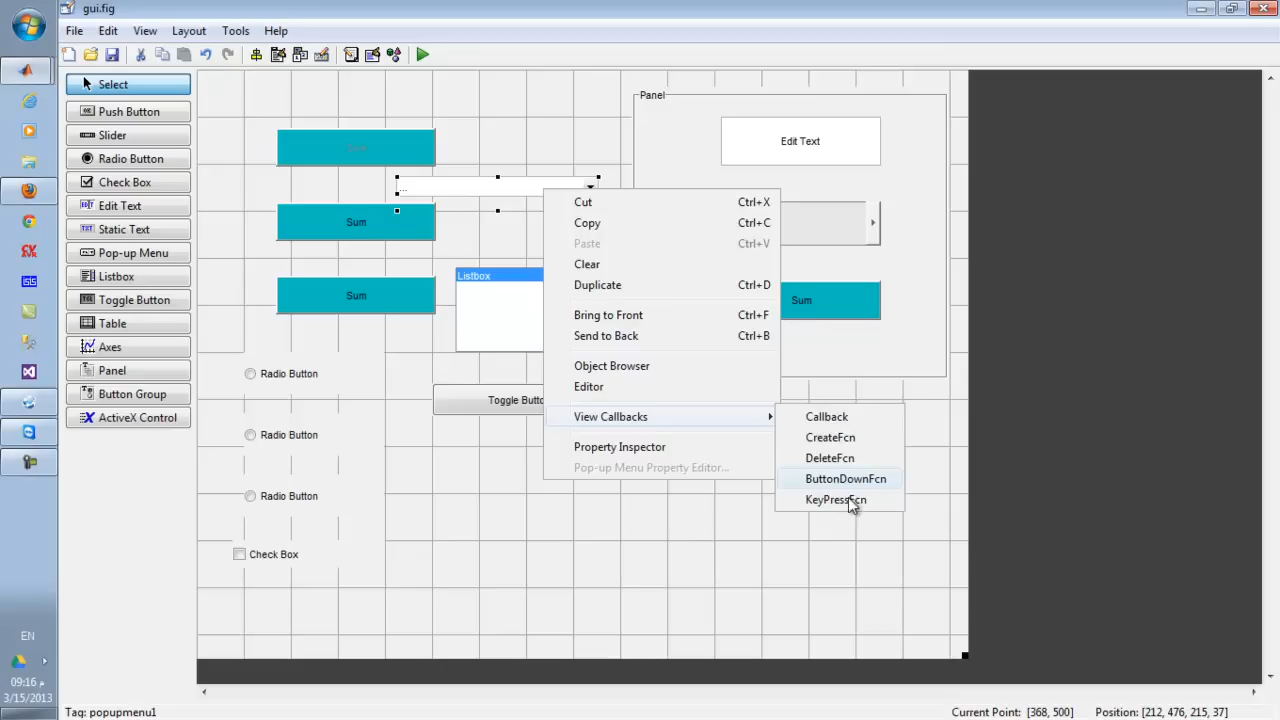 gui.fig
File Edit View Layout Tools Help
Select
Push Button
Slider
Radio Button
Check Box
Edit Text
Static Text
Pop-up Menu
Listbox
Toggle Button
Table
Axes
Panel
Button Group
ActiveX Control
Panel
Edit Text
...
Sum
Listbox
Sum
Sum
Toggle Butto
Radio Button
Radio Button
Radio Button
Check Box
Cut Ctrl+X
Copy Ctrl+C
Paste Ctrl+V
Clear
Duplicate Ctrl+D
Bring to Front Ctrl+F
Send to Back Ctrl+B
Object Browser
Editor
View Callbacks
Property Inspector
Pop-up Menu Property Editor...
Callback
CreateFcn
DeleteFcn
ButtonDownFcn
KeyPressFcn
CV
AVR
ISIS
EN
09:16 م
3/15/2013
Tag: popupmenu1
Current Point: [368, 500]
Position: [212, 476, 215, 37]